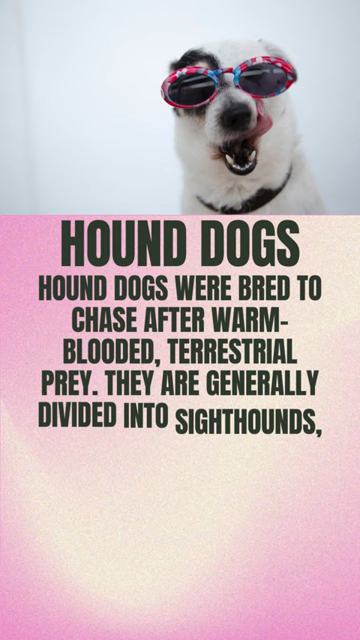 HOUND DOGS
HOUND DOGS WERE BRED TO
CHASE AFTER WARM-
BLOODED, TERRESTRIAL
PREY. THEY ARE GENERALLY
DIVIDED INTO SIGHTHOUNDS,